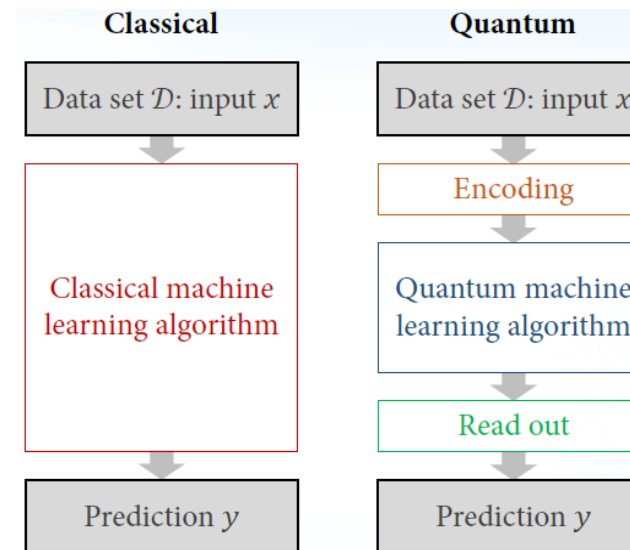 Classical
Data set 𝒟: input x
Classical machine
learning algorithm
Prediction y
Quantum
Data set 𝒟: input x
Encoding
Quantum machine
learning algorithm
Read out
Prediction y